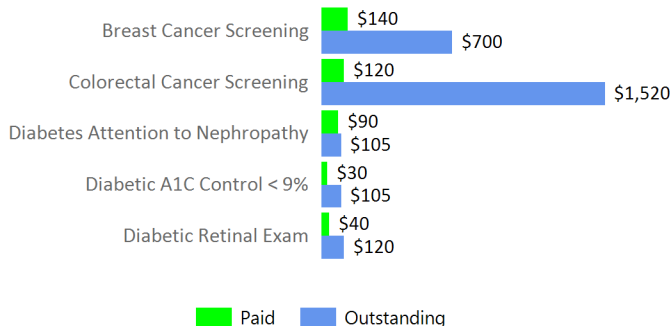 Breast Cancer Screening
$140
$700
Colorectal Cancer Screening
$120
$1,520
Diabetes Attention to Nephropathy
$90
$105
Diabetic A1C Control < 9%
$30
$105
Diabetic Retinal Exam
$40
$120
Paid Outstanding